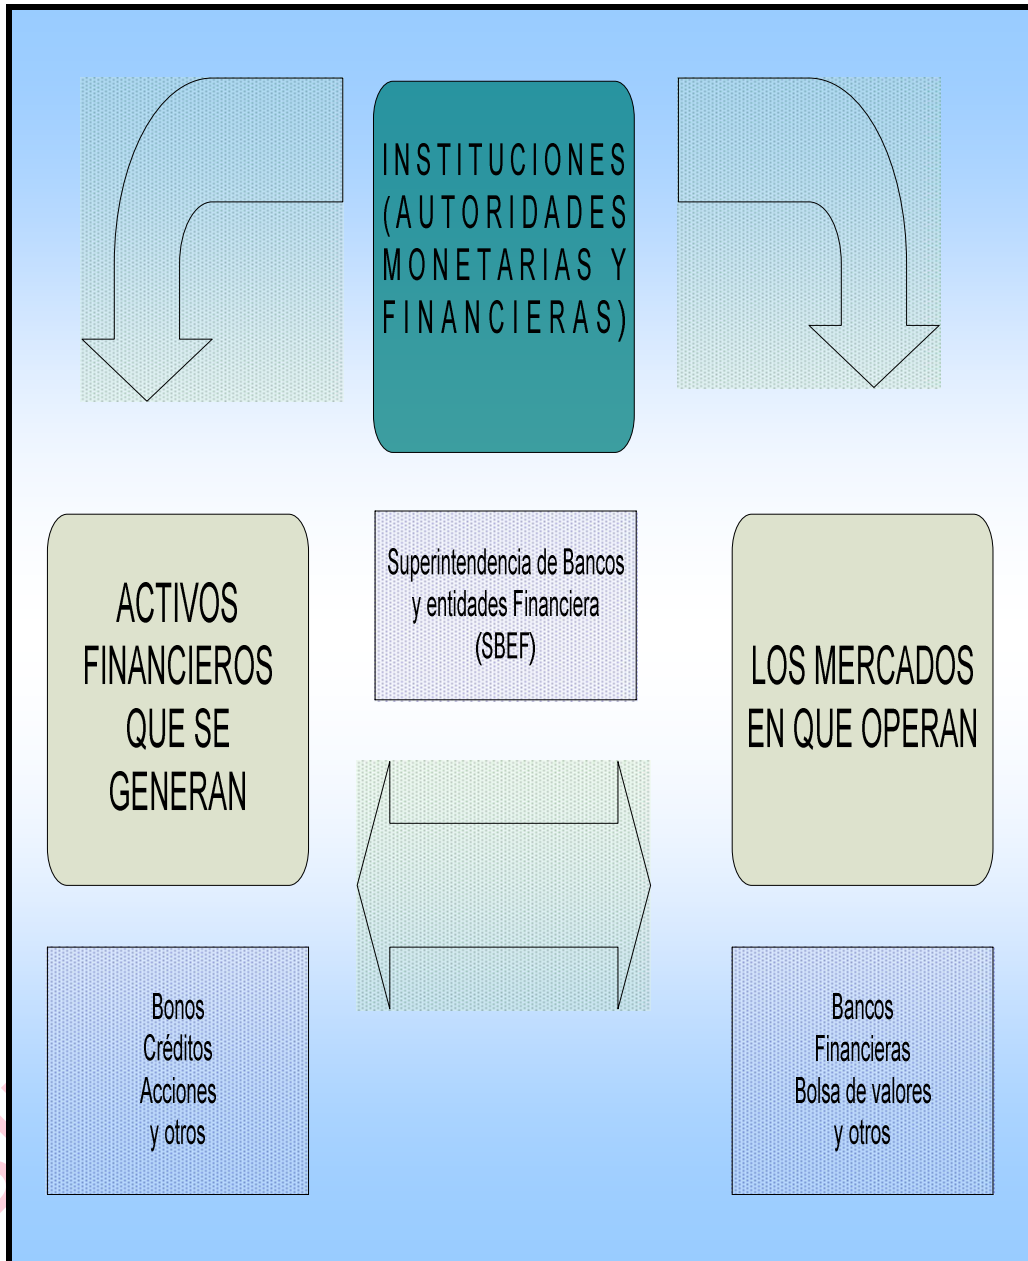 INSTITUCIONES
(AUTORIDADES
MONETARIAS Y
FINANCIERAS)
ACTIVOS
FINANCIEROS
QUE SE
GENERAN
Superintendencia de Bancos
y entidades Financiera
(SBEF)
LOS MERCADOS
EN QUE OPERAN
Bonos
Créditos
Acciones
y otros
Bancos
Financieras
Bolsa de valores
y otros